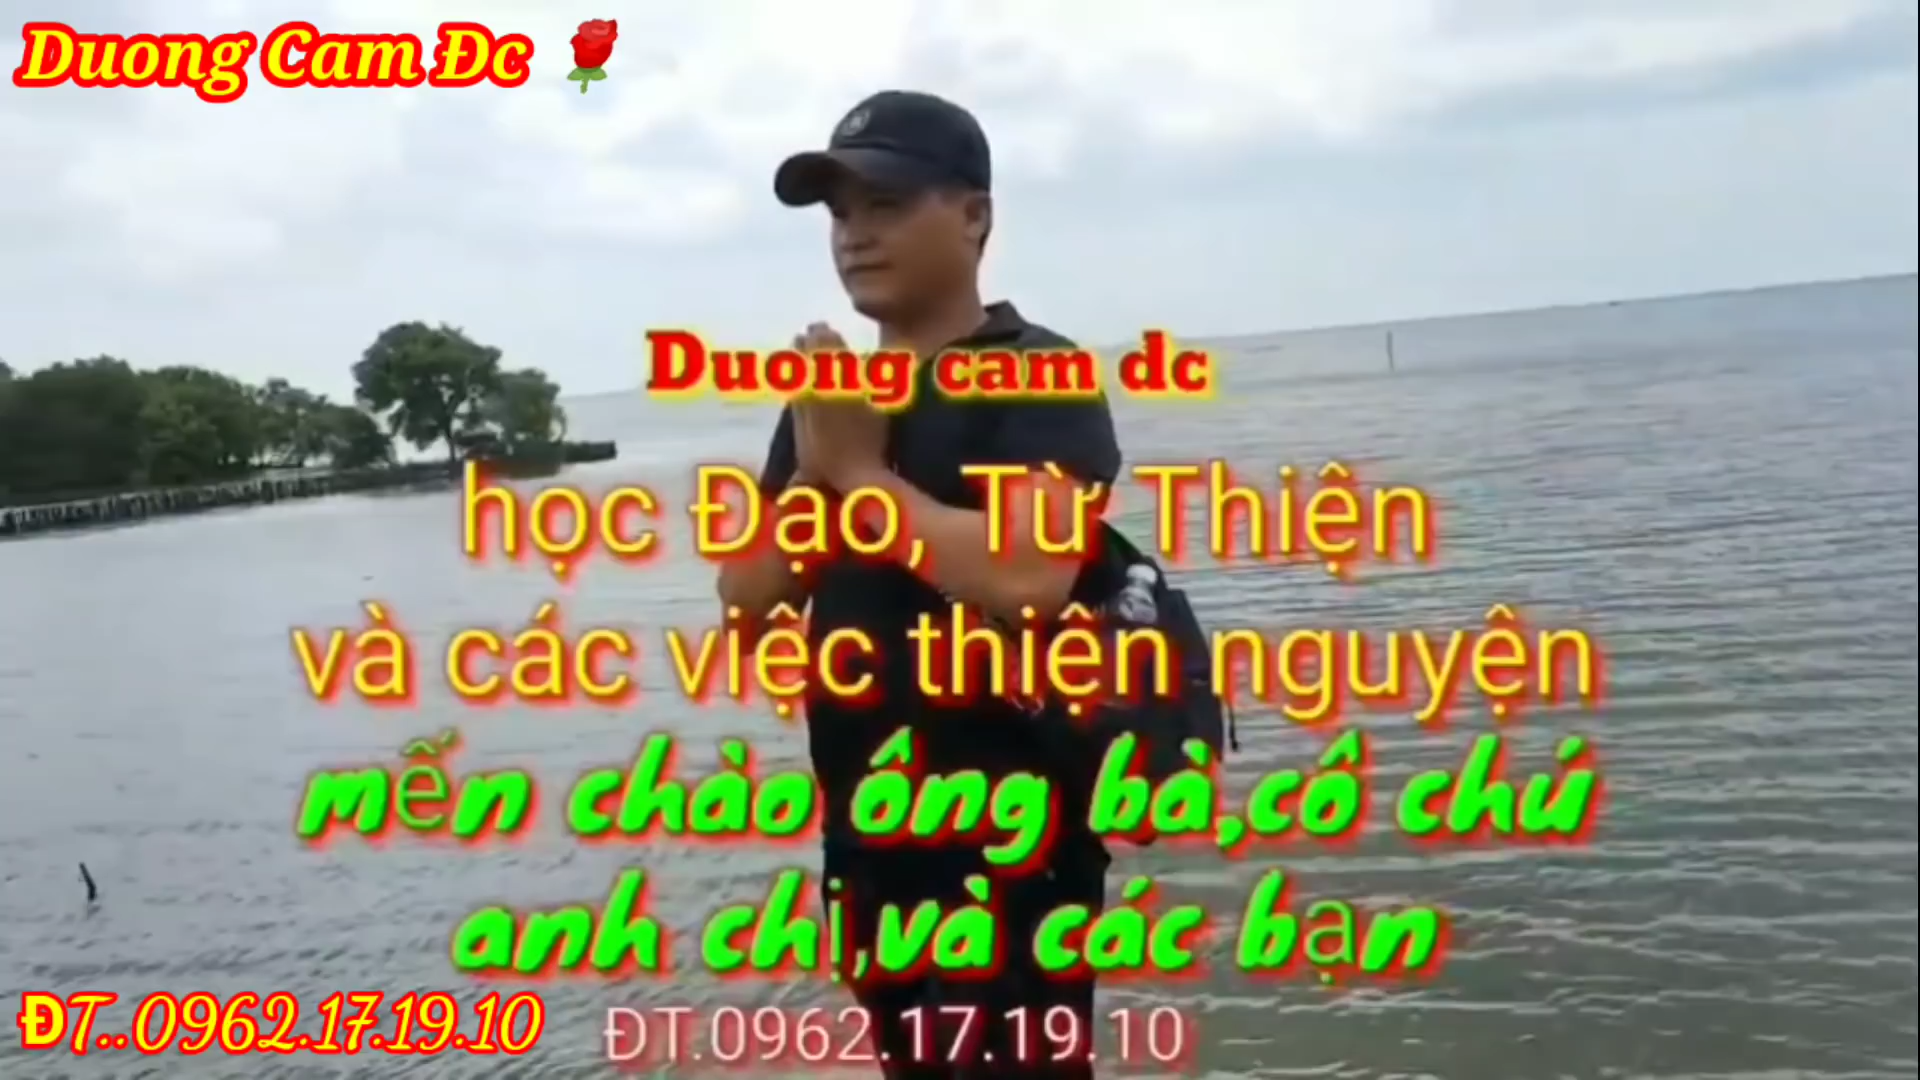 Duong Cam Đc
Duong cam dc
học Đạo, Từ Thiện
và các việc thiện nguyện
mến chào ông bà,cô chú
anh chị,và các bạn
ĐT..0962.17.19.10
ĐT.0962.17.19.10